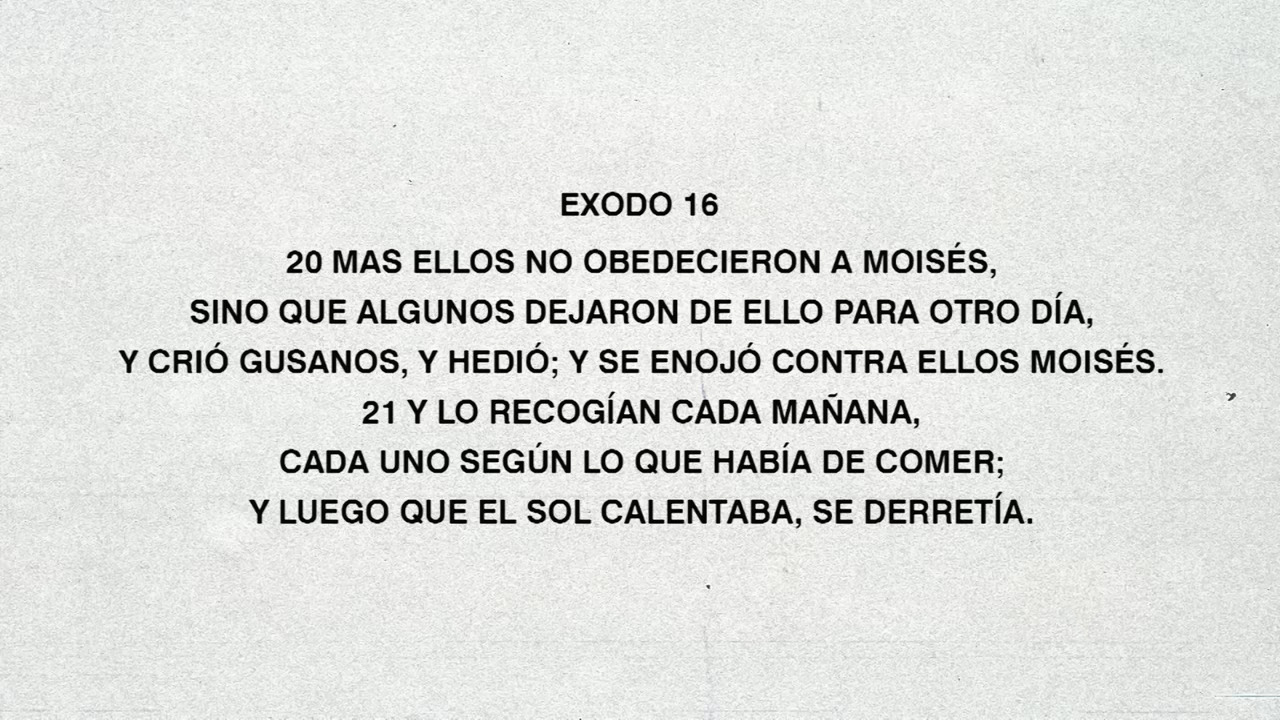 EXODO 16
20 MAS ELLOS NO OBEDECIERON A MOISÉS,
SINO QUE ALGUNOS DEJARON DE ELLO PARA OTRO DÍA,
Y CRIÓ GUSANOS, Y HEDIÓ; Y SE ENOJÓ CONTRA ELLOS MOISÉS.
21 Y LO RECOGÍAN CADA MAÑANA,
CADA UNO SEGÚN LO QUE HABÍA DE COMER;
Y LUEGO QUE EL SOL CALENTABA, SE DERRETÍA.